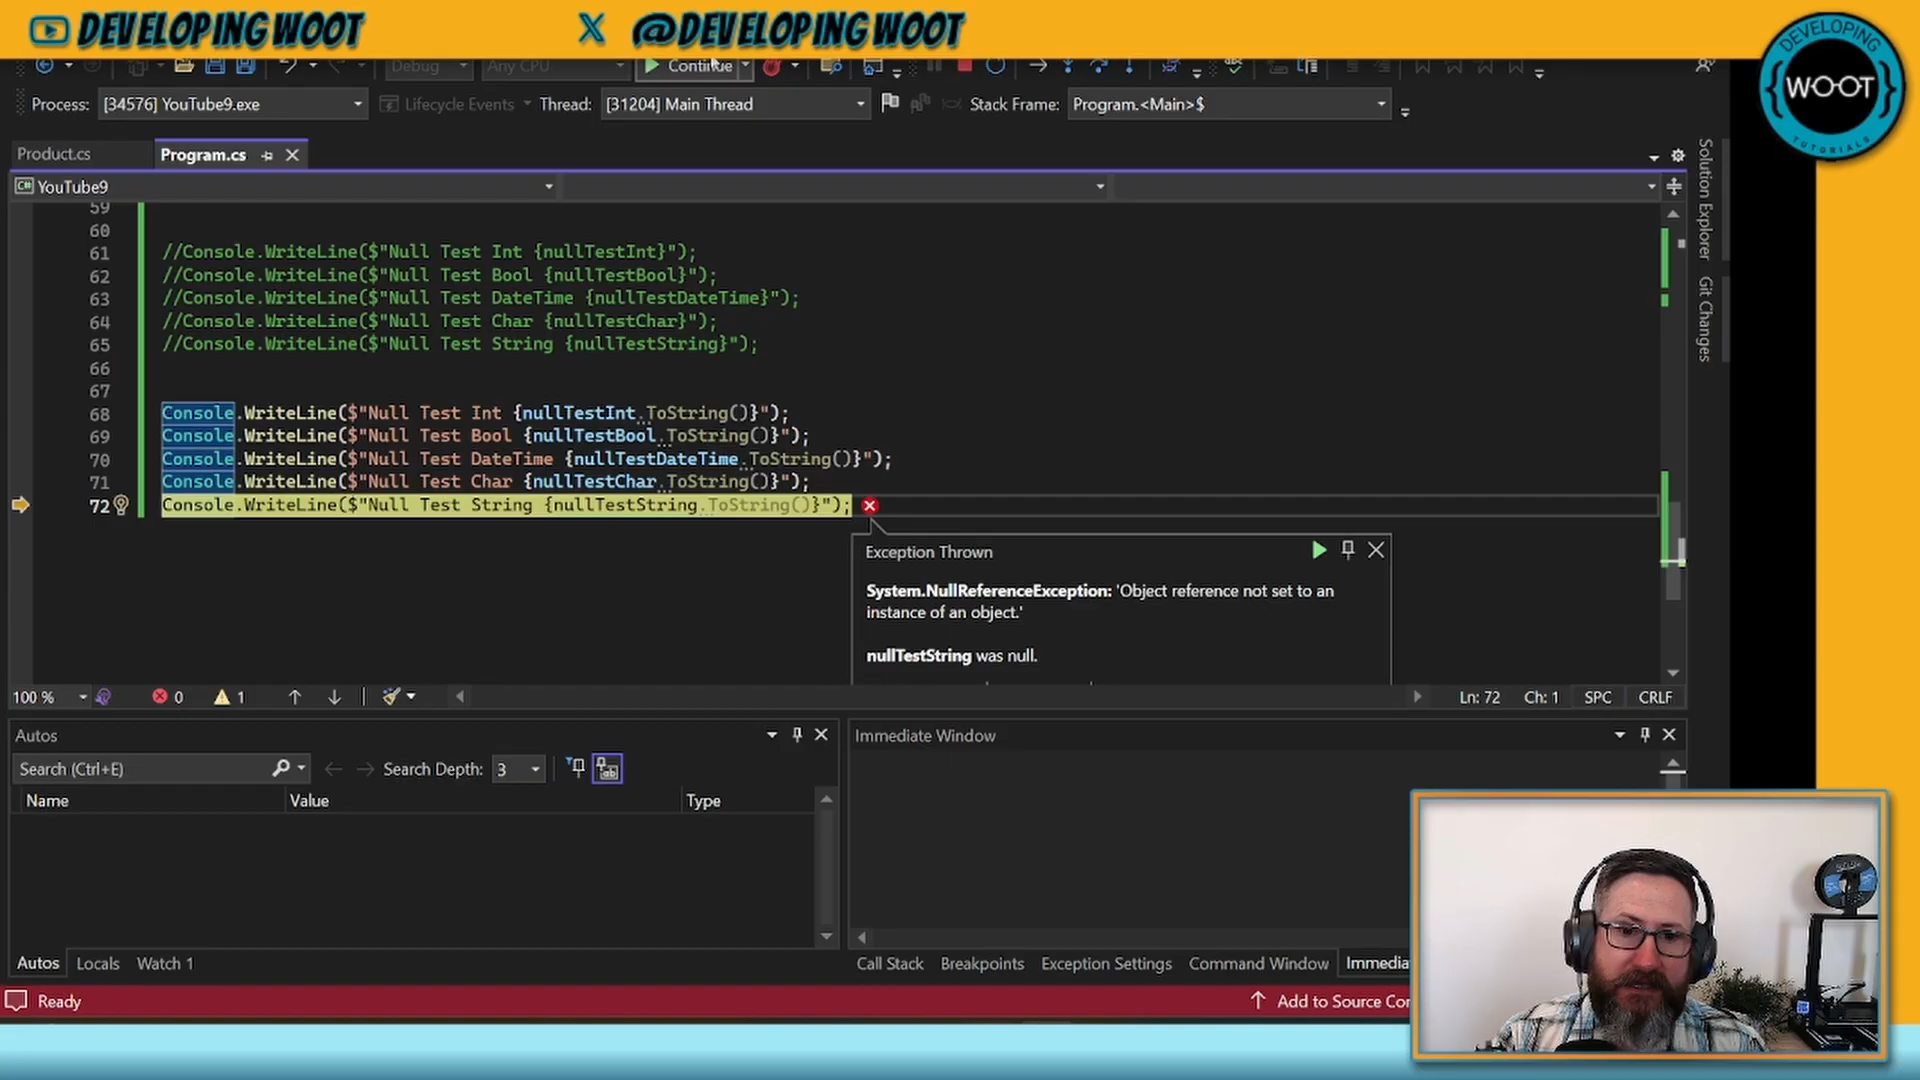 DEVELOPINGWOOT
@DEVELOPINGWOOT
DEVELOPING
{WOOT}
TUTORIALS
Debug
Any CPU
Continue
Process: [34576] YouTube9.exe
Lifecycle Events
Thread: [31204] Main Thread
Stack Frame: Program.<Main>$
Product.cs
Program.cs
Solution Explorer
Git Changes
C# YouTube9
59
60
61 //Console.WriteLine($"Null Test Int {nullTestInt}");
62 //Console.WriteLine($"Null Test Bool {nullTestBool}");
63 //Console.WriteLine($"Null Test DateTime {nullTestDateTime}");
64 //Console.WriteLine($"Null Test Char {nullTestChar}");
65 //Console.WriteLine($"Null Test String {nullTestString}");
66
67
68 Console.WriteLine($"Null Test Int {nullTestInt.ToString()}");
69 Console.WriteLine($"Null Test Bool {nullTestBool.ToString()}");
70 Console.WriteLine($"Null Test DateTime {nullTestDateTime.ToString()}");
71 Console.WriteLine($"Null Test Char {nullTestChar.ToString()}");
72 Console.WriteLine($"Null Test String {nullTestString.ToString()}");
Exception Thrown
System.NullReferenceException: 'Object reference not set to an
instance of an object.'
nullTestString was null.
100 %
0
1
Ln: 72 Ch: 1 SPC CRLF
Autos
Search (Ctrl+E)
Search Depth: 3
Name Value Type
Autos Locals Watch 1
Immediate Window
Call Stack Breakpoints Exception Settings Command Window Immedia
Ready
Add to Source Con